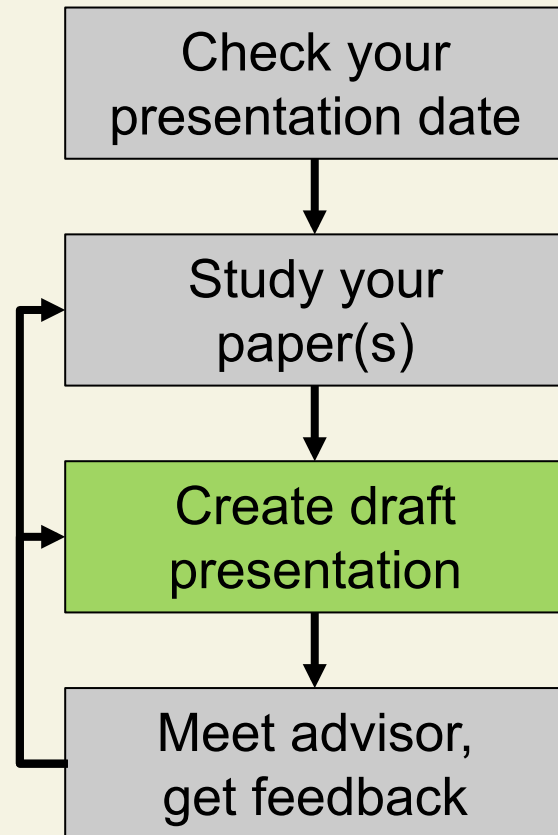 Check your
presentation date
Study your
paper(s)
Create draft
presentation
Meet advisor,
get feedback